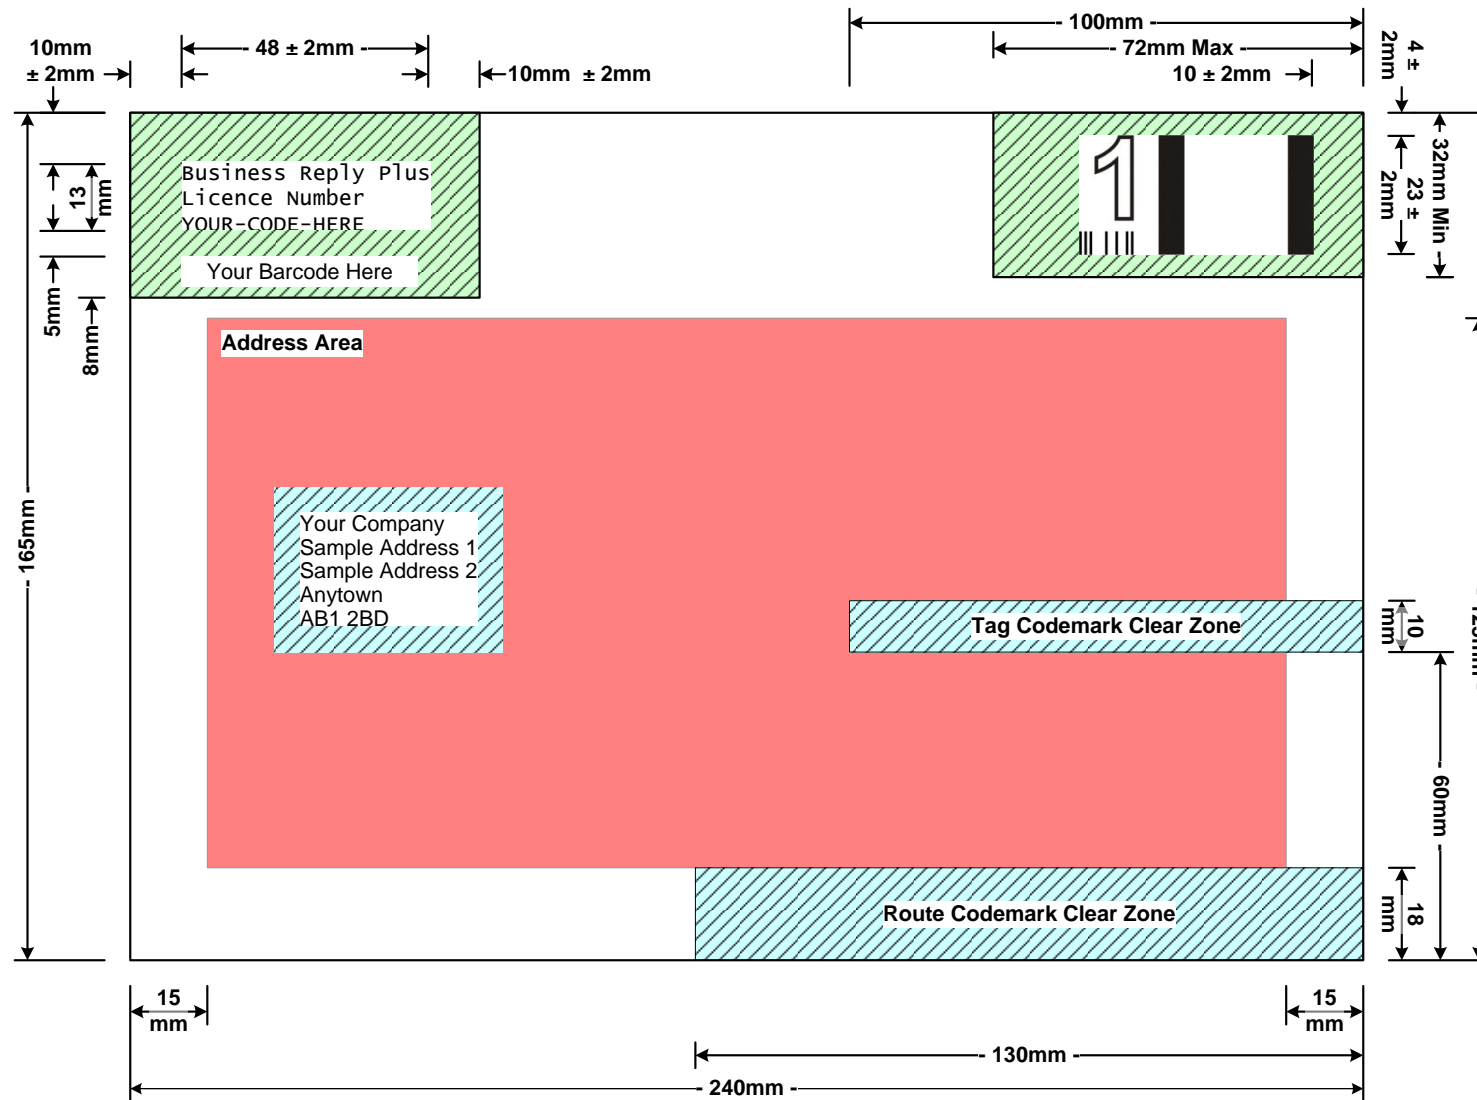 - 100mm -
10mm
± 2mm
- 48 ± 2mm -
10mm ± 2mm
- 72mm Max -
10 ± 2mm
4 ±
2mm
Business Reply Plus
Licence Number
YOUR-CODE-HERE
Your Barcode Here
1
- 32mm Min -
23 ±
2mm
13
mm
5mm
8mm
Address Area
- 165mm -
Your Company
Sample Address 1
Sample Address 2
Anytown
AB1 2BD
Tag Codemark Clear Zone
10
mm
- 60mm -
Route Codemark Clear Zone
18
mm
15
mm
15
mm
- 130mm -
- 240mm -